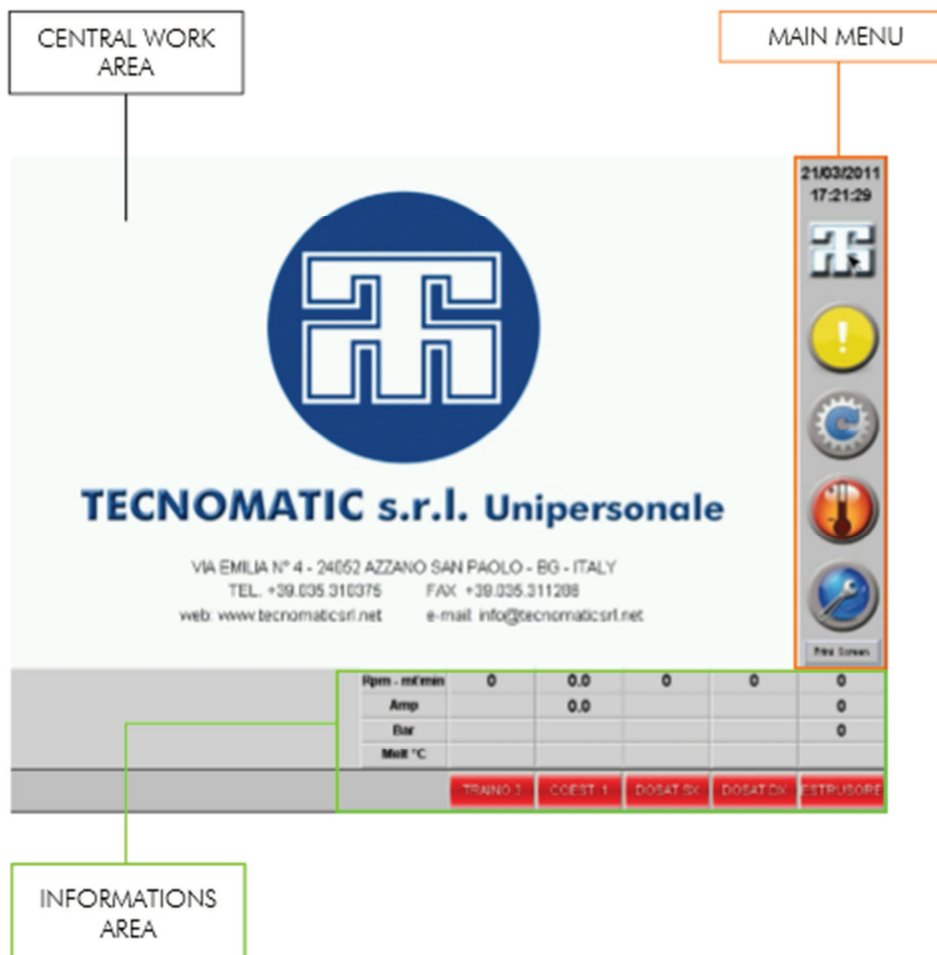 CENTRAL WORK
AREA
MAIN MENU
21/03/2011
17:21:29
TECNOMATIC s.r.l. Unipersonale
VIA EMILIA N° 4 - 24052 AZZANO SAN PAOLO - BG - ITALY
TEL. +39.035.310375 FAX +39.035.311286
web: www.tecnomaticsrl.net e-mail: info@tecnomaticsrl.net
Print Screen
Rpm - mt/min 0 0.0 0 0 0
Amp 0.0 0
Bar 0
Melt °C
TRAINO 3 COEST. 1 DOSAT SX DOSAT DX ESTRUSORE
INFORMATIONS
AREA